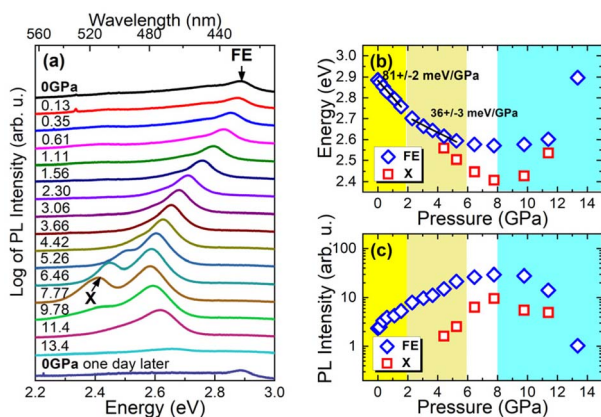 Wavelength (nm)
560 520 480 440
(a)
FE
0GPa
0.13
0.35
0.61
1.11
1.56
2.30
3.06
3.66
4.42
5.26
6.46
7.77
X
9.78
11.4
13.4
0GPa one day later
Log of PL Intensity (arb. u.)
2.2 2.4 2.6 2.8 3.0
Energy (eV)
(b)
81+/-2 meV/GPa
36+/-3 meV/GPa
FE
X
Energy (eV)
3.0
2.9
2.8
2.7
2.6
2.5
2.4
0 2 4 6 8 10 12 14
Pressure (GPa)
(c)
FE
X
PL Intensity (arb. u.)
100
10
1
0 2 4 6 8 10 12 14
Pressure (GPa)